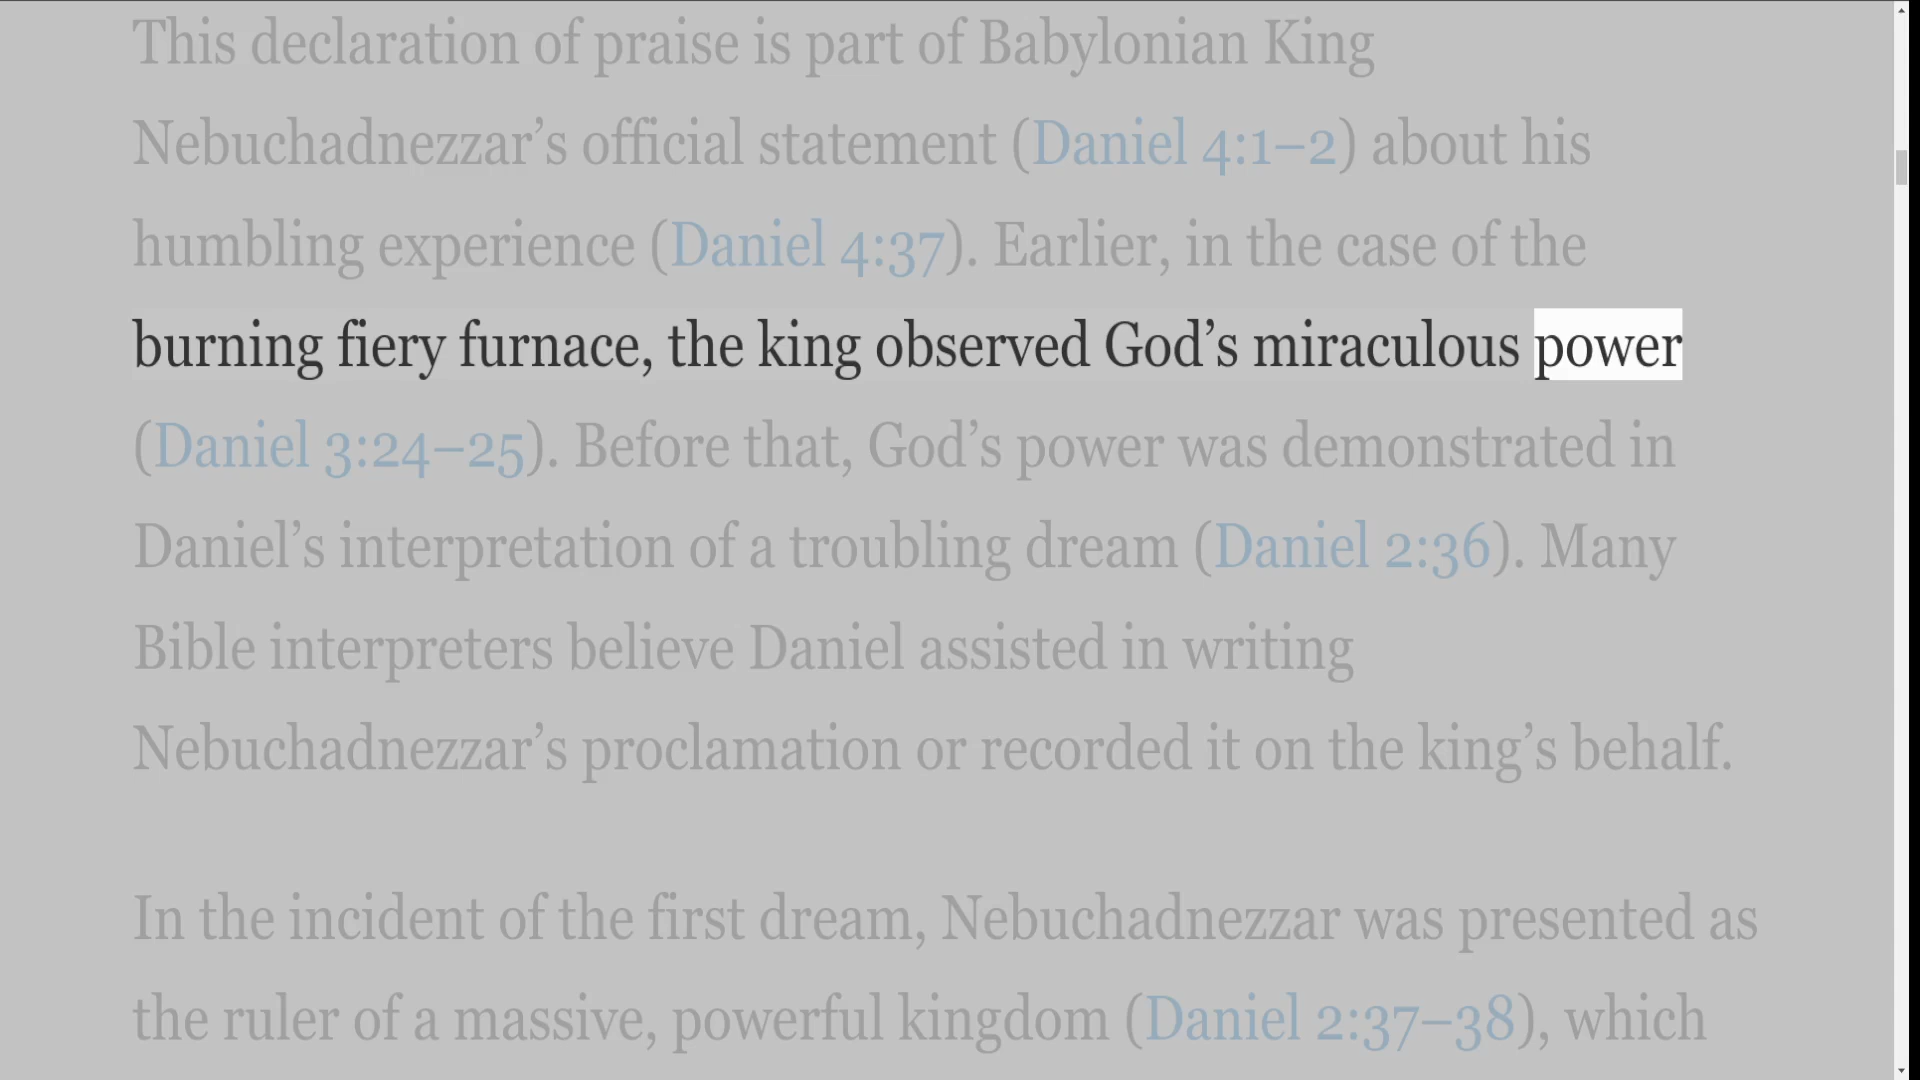 This declaration of praise is part of Babylonian King
Nebuchadnezzar’s official statement (Daniel 4:1–2) about his
humbling experience (Daniel 4:37). Earlier, in the case of the
burning fiery furnace, the king observed God’s miraculous power
(Daniel 3:24–25). Before that, God’s power was demonstrated in
Daniel’s interpretation of a troubling dream (Daniel 2:36). Many
Bible interpreters believe Daniel assisted in writing
Nebuchadnezzar’s proclamation or recorded it on the king’s behalf.
In the incident of the first dream, Nebuchadnezzar was presented as
the ruler of a massive, powerful kingdom (Daniel 2:37–38), which